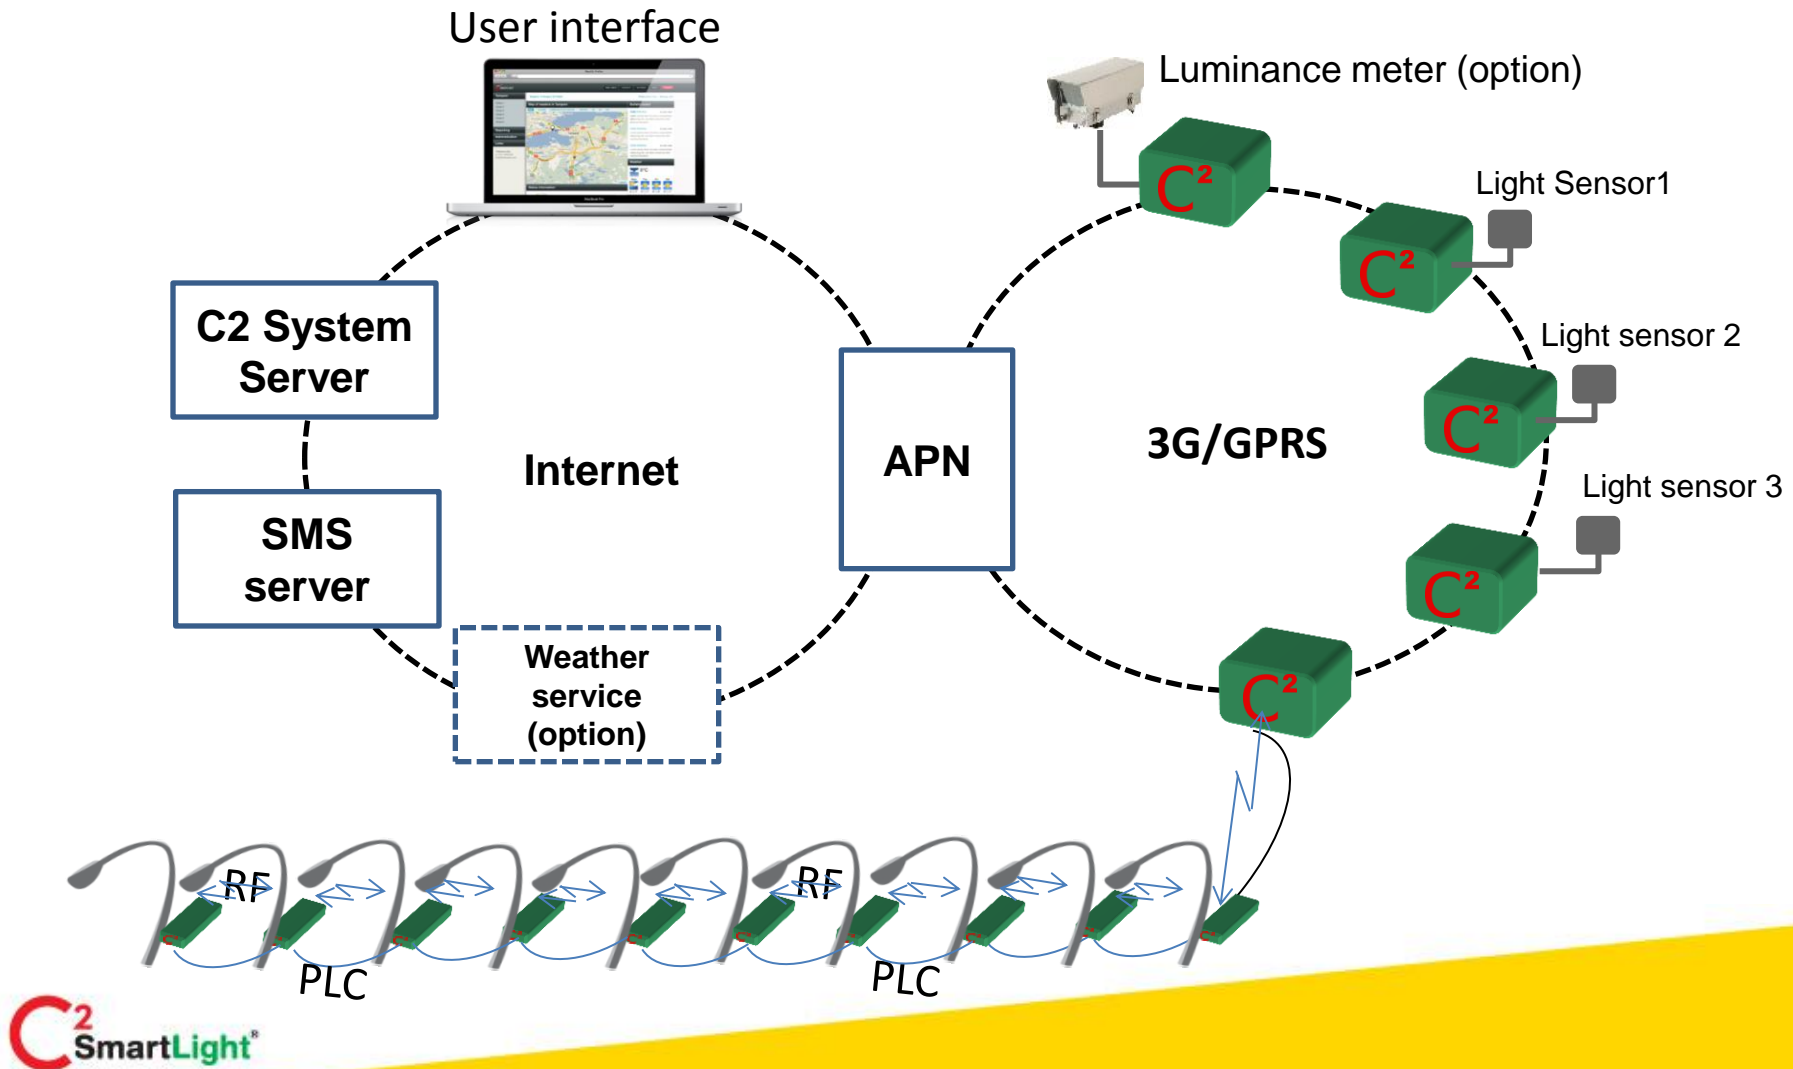 User interface
Luminance meter (option)
C²
Light Sensor1
C²
C2 System
Server
Light sensor 2
C²
Internet
APN
3G/GPRS
Light sensor 3
SMS
server
C²
Weather
service
(option)
C²
RF
RF
PLC
PLC
C2
SmartLight®